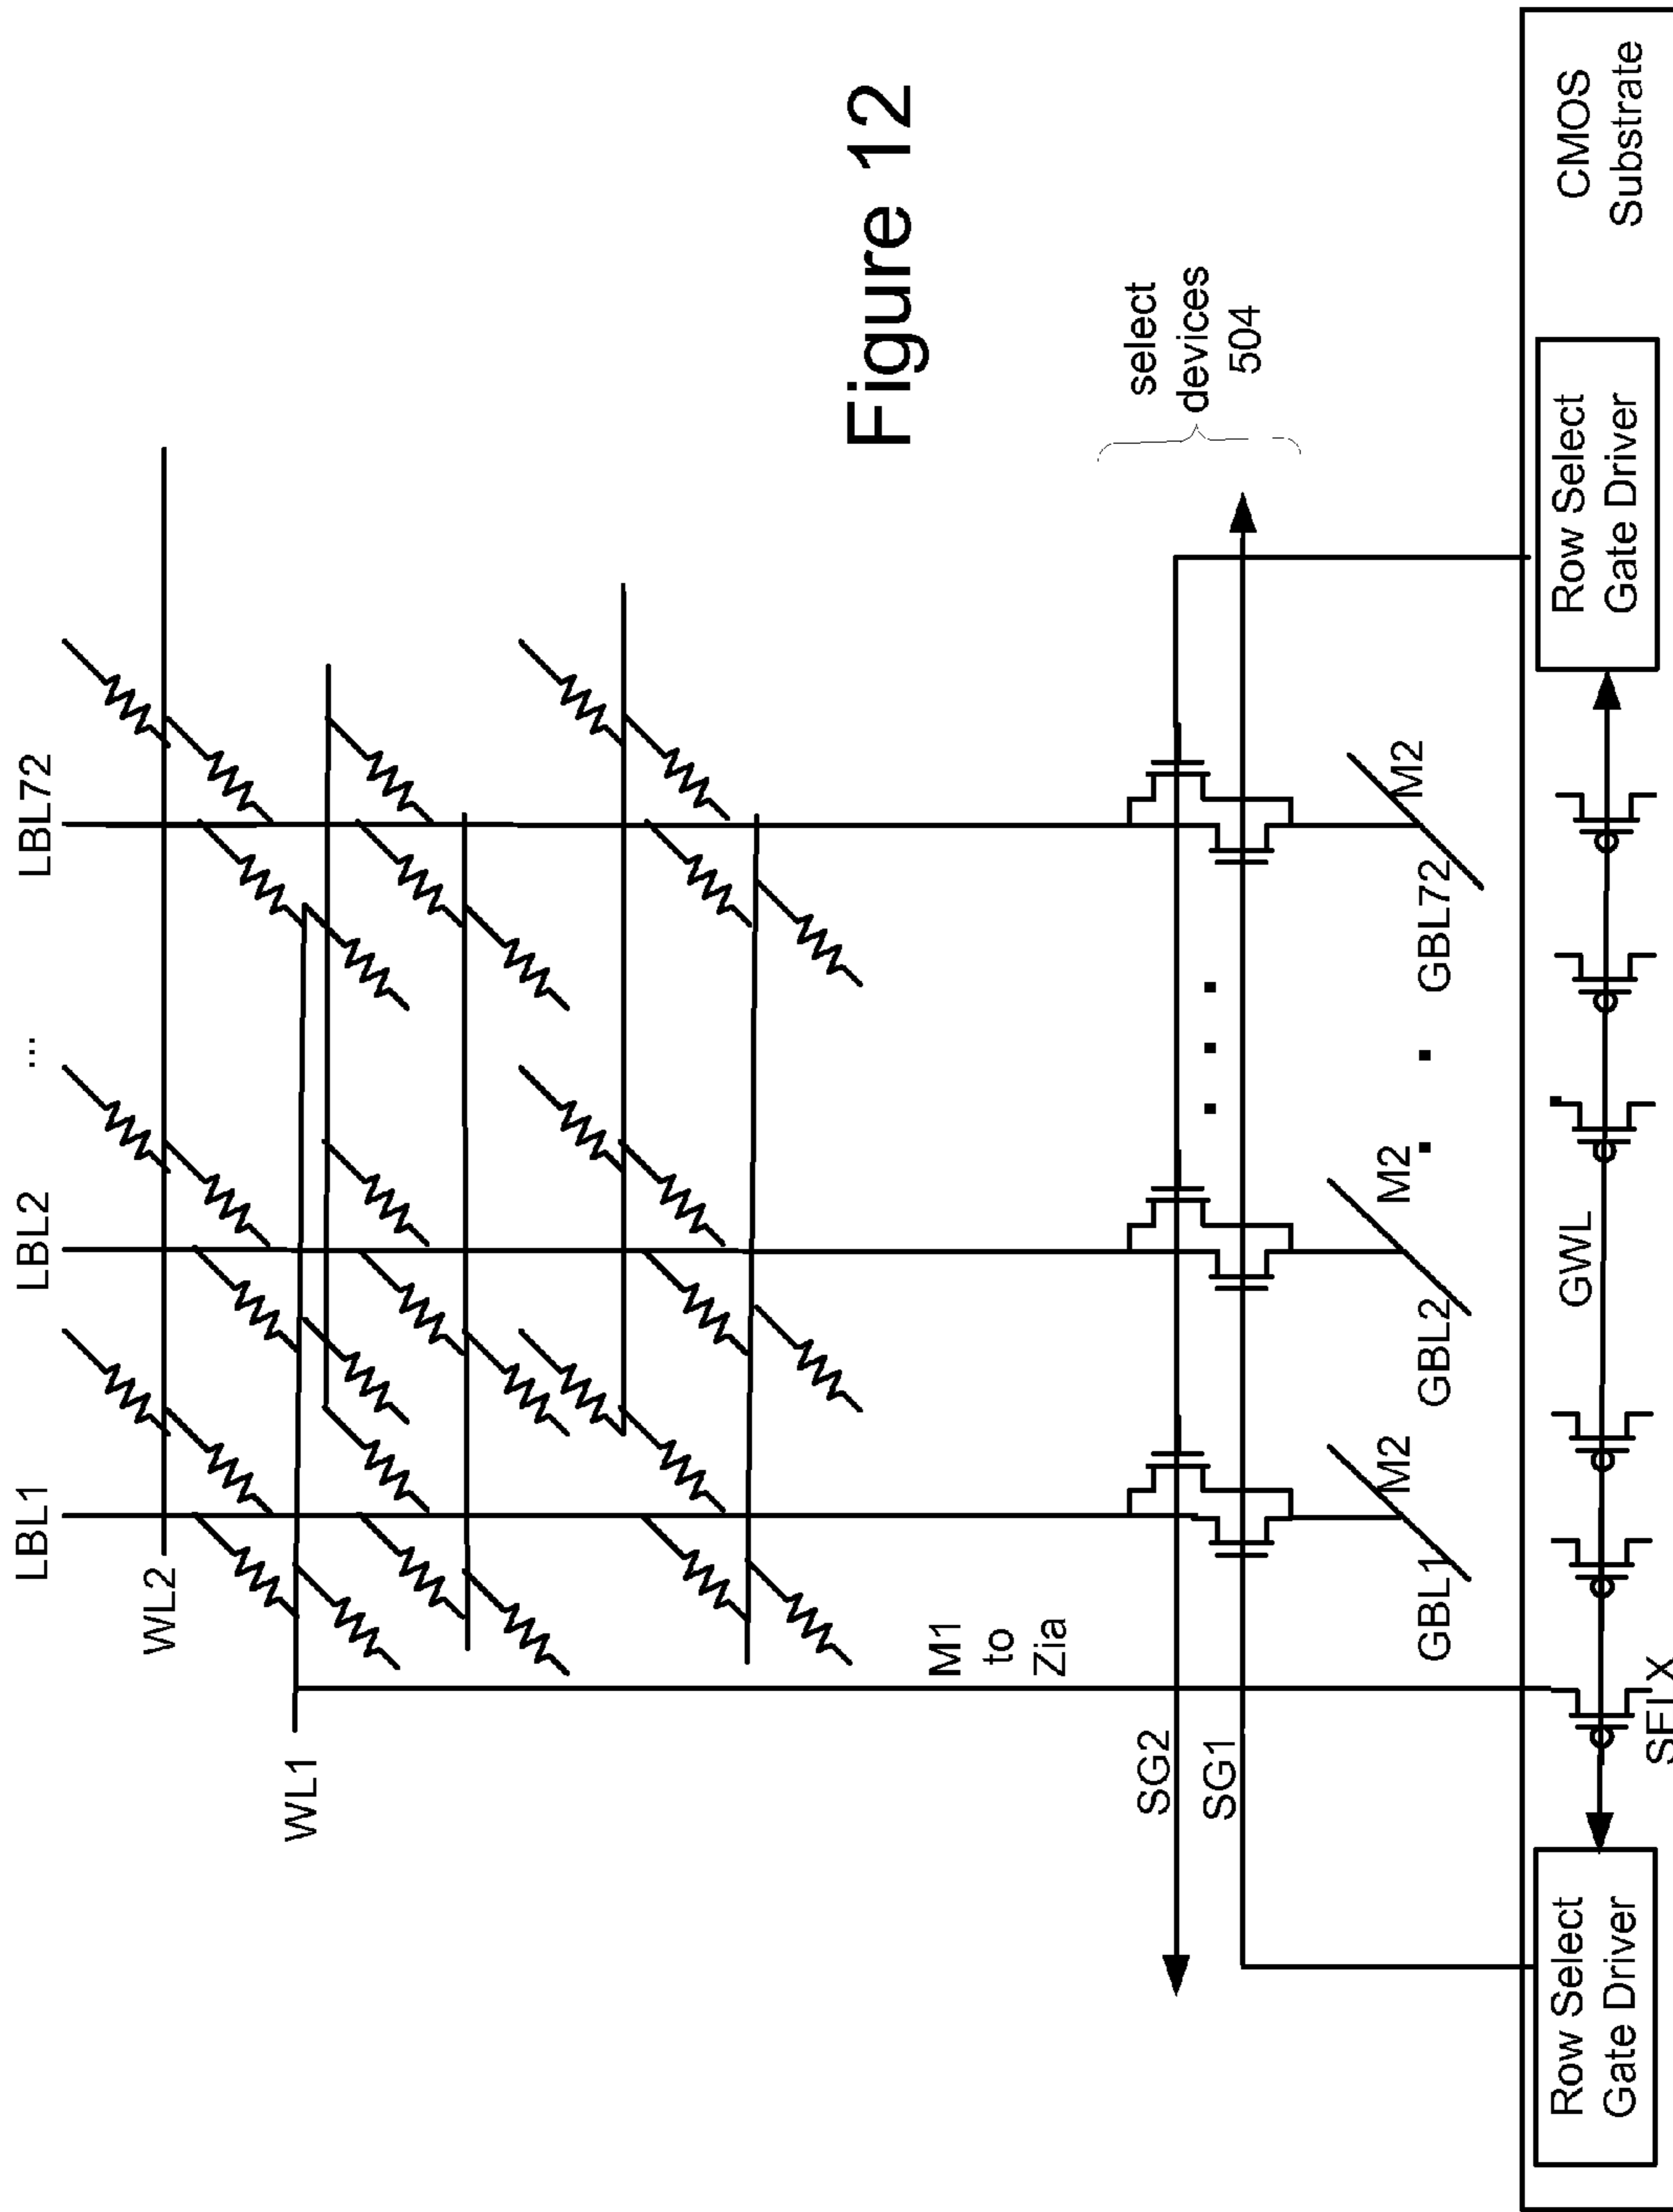 LBL1
LBL2
...
LBL72
WL2
WL1
Figure 12
M1
to
Zia
select
devices
504
SG2
SG1
M2
M2
M2
GBL1
GBL2
GBL72
GWL
SELX
Row Select
Gate Driver
Row Select
Gate Driver
CMOS
Substrate